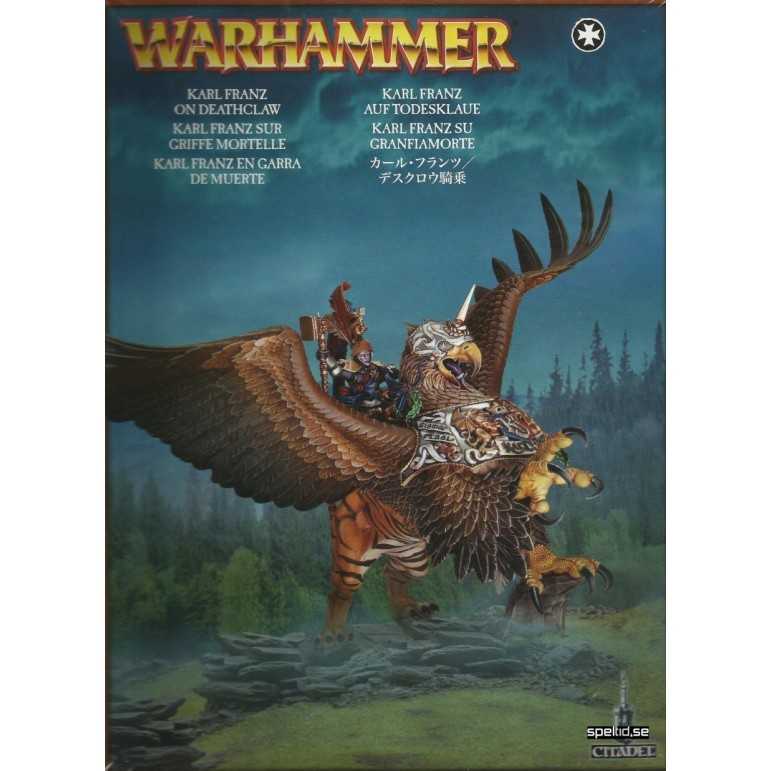 WARHAMMER
KARL FRANZ
ON DEATHCLAW
KARL FRANZ SUR
GRIFFE MORTELLE
KARL FRANZ EN GARRA
DE MUERTE
KARL FRANZ
AUF TODESKLAUE
KARL FRANZ SU
GRANFIAMORTE
カール・フランツ／
デスクロウ騎乗
speltid.se
CITADEL